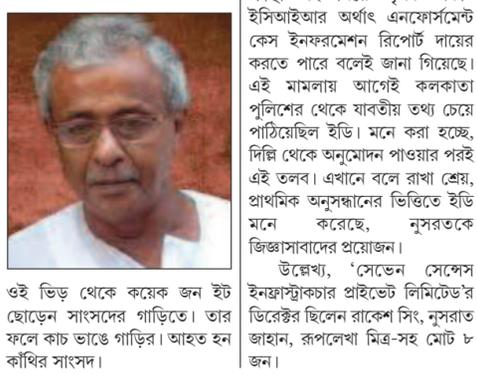 ওই ভিড় থেকে কয়েক জন ইট
ছোড়েন সাংসদের গাড়িতে। তার
ফলে কাচ ভাঙে গাড়ির। আহত হন
কাঁথির সাংসদ।
ইসিআইআর অর্থাৎ এনফোর্সমেন্ট
কেস ইনফরমেশন রিপোর্ট দায়ের
করতে পারে বলেই জানা গিয়েছে।
এই মামলায় আগেই কলকাতা
পুলিশের থেকে যাবতীয় তথ্য চেয়ে
পাঠিয়েছিল ইডি। মনে করা হচ্ছে,
দিল্লি থেকে অনুমোদন পাওয়ার পরই
এই তলব। এখানে বলে রাখা শ্রেয়,
প্রাথমিক অনুসন্ধানের ভিত্তিতে ইডি
মনে করেছে, নুসরতকে
জিজ্ঞাসাবাদের প্রয়োজন।
উল্লেখ্য, ‘সেভেন সেন্সেস
ইনফ্রাস্ট্রাকচার প্রাইভেট লিমিটেড’র
ডিরেক্টর ছিলেন রাকেশ সিং, নুসরাত
জাহান, রূপলেখা মিত্র-সহ মোট ৮
জন।